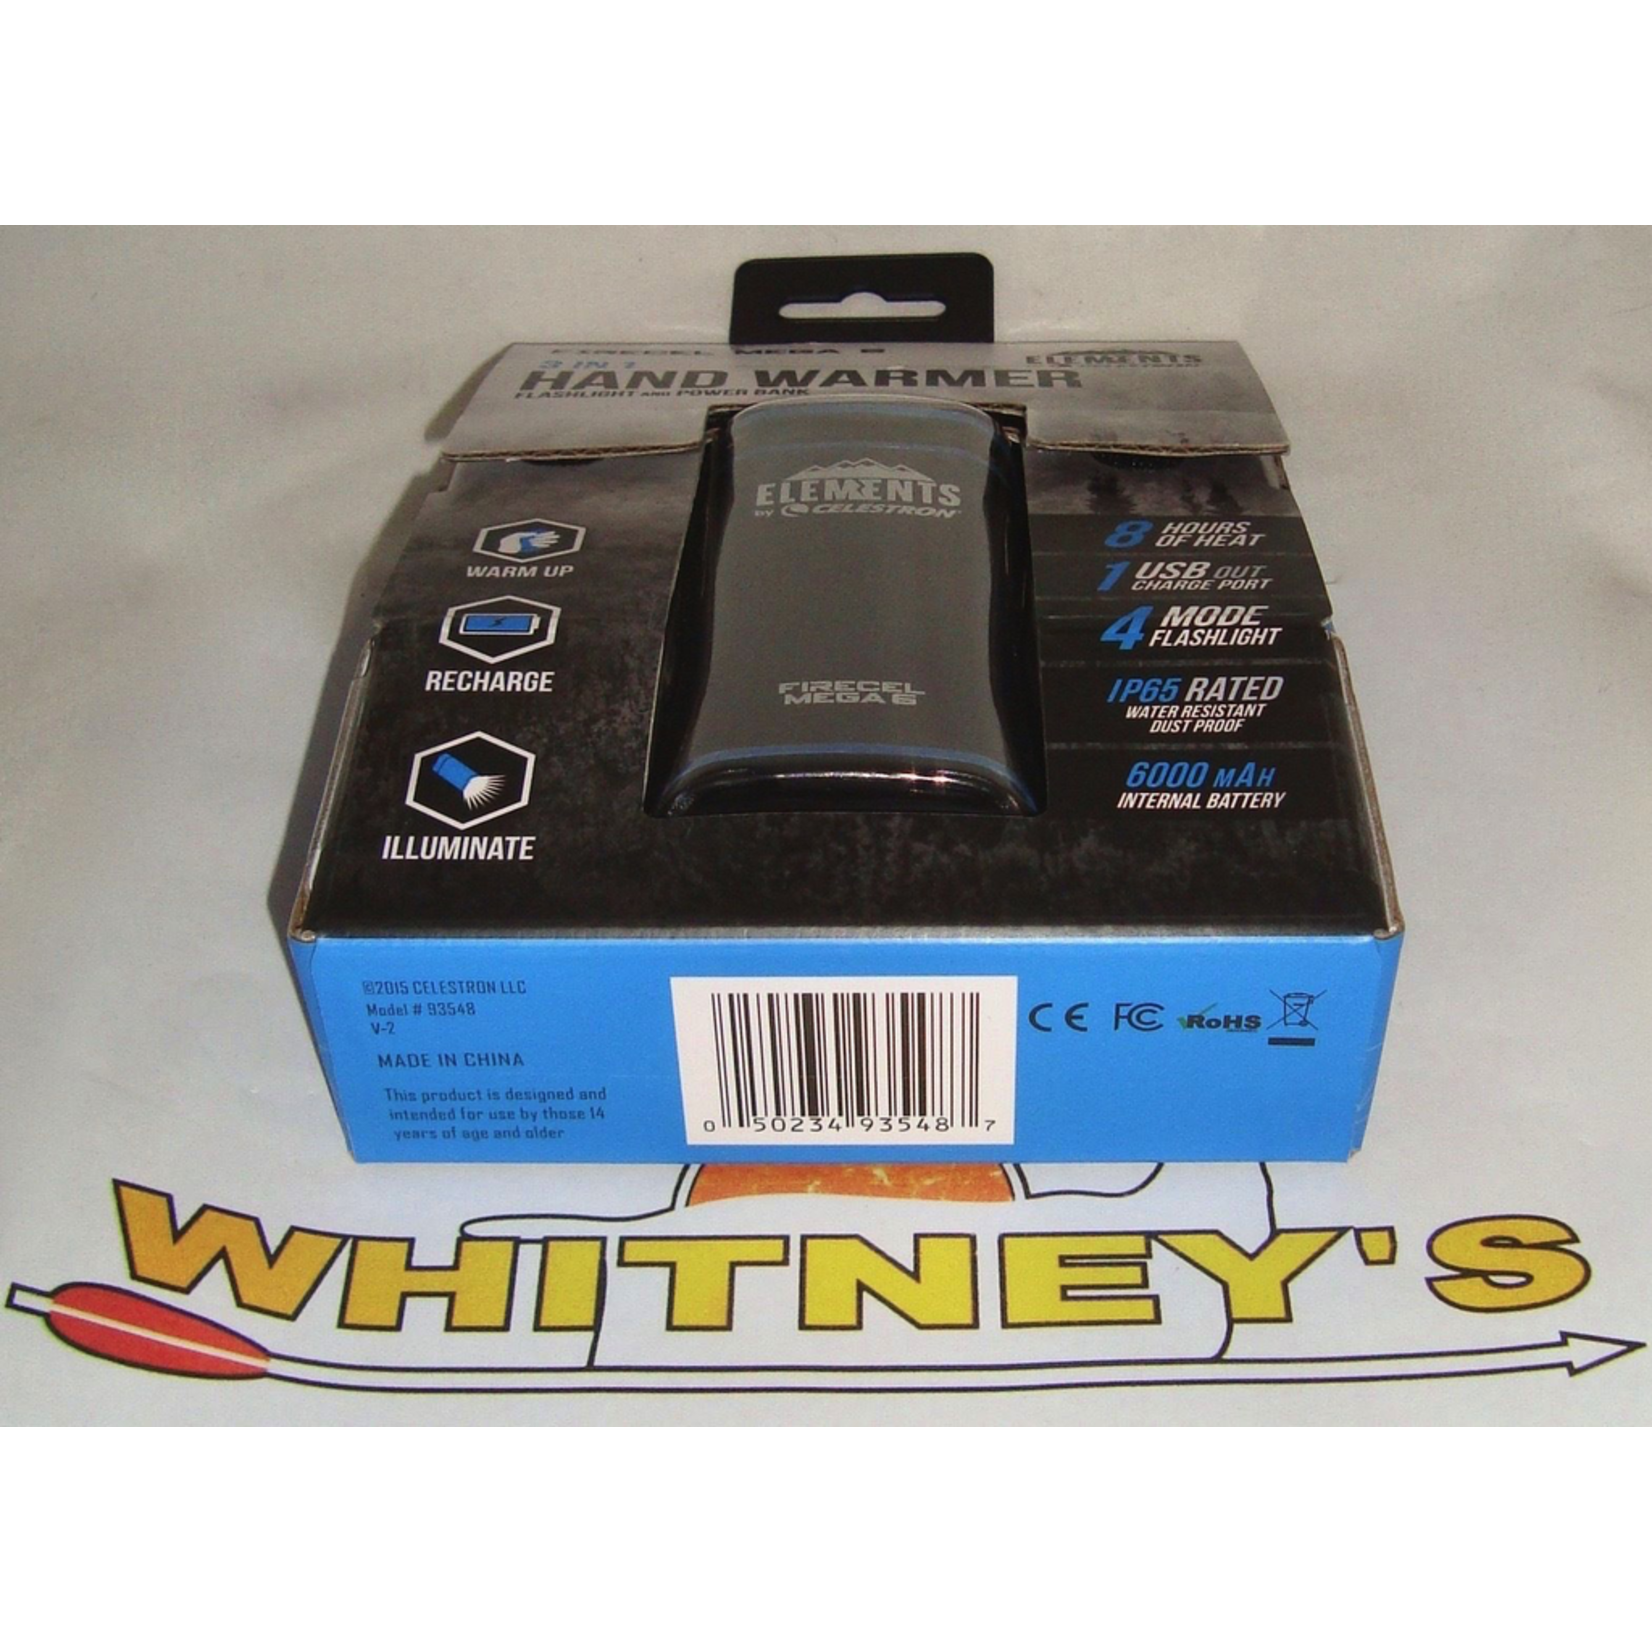 FIRECEL MEGA 6
3 IN 1
HAND WARMER
FLASHLIGHT AND POWER BANK
ELEMENTS
ELEMENTS
by CELESTRON
FIRECEL
MEGA 6
WARM UP
RECHARGE
ILLUMINATE
8 HOURS
OF HEAT
1 USB OUT
CHARGE PORT
4 MODE
FLASHLIGHT
IP65 RATED
WATER RESISTANT
DUST PROOF
6000 mAH
INTERNAL BATTERY
©2015 CELESTRON LLC
Model # 93548
V-2
MADE IN CHINA
This product is designed and
intended for use by those 14
years of age and older
0 50234 93548 7
CE FC RoHS
WHITNEY'S